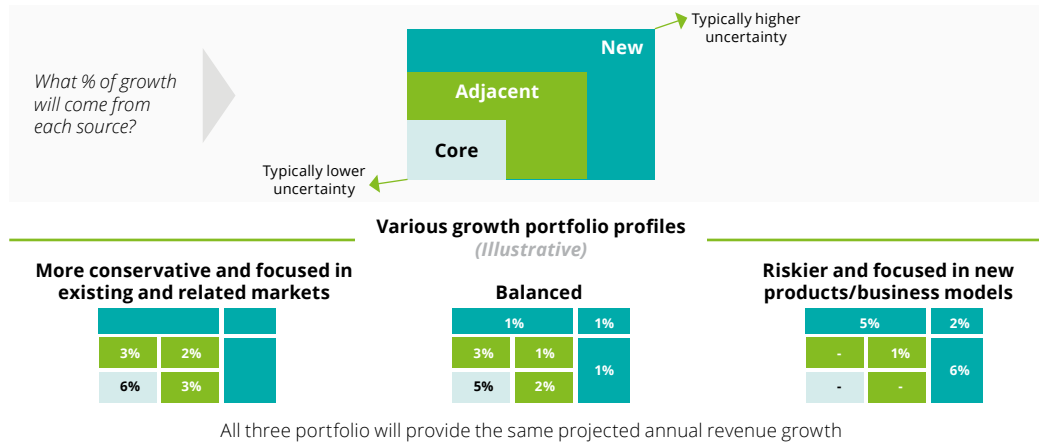 Typically higher
uncertainty
New
What % of growth
will come from
each source?
Adjacent
Core
Typically lower
uncertainty
Various growth portfolio profiles
(Illustrative)
More conservative and focused in
existing and related markets
3% 2%
6% 3%
Balanced
1% 1%
3% 1%
1%
5% 2%
Riskier and focused in new
products/business models
5% 2%
- 1%
6%
- -
All three portfolio will provide the same projected annual revenue growth